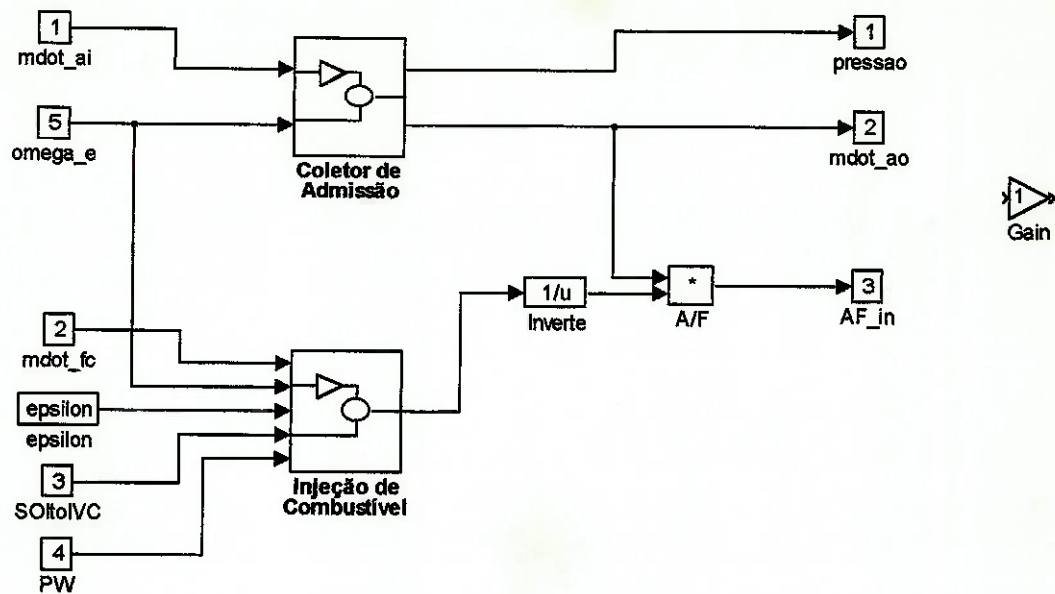 1
mdot_ai
1
pressao
5
omega_e
Coletor de
Admissão
2
mdot_ao
1
Gain
1/u
Inverte
*
A/F
3
AF_in
2
mdot_fc
epsilon
epsilon
3
SOItoIVC
Injeção de
Combustível
4
PW